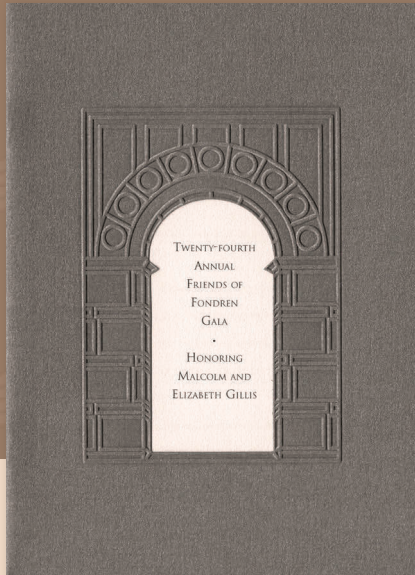 Twenty-fourth
Annual
Friends of
Fondren
Gala
•
Honoring
Malcolm and
Elizabeth Gillis